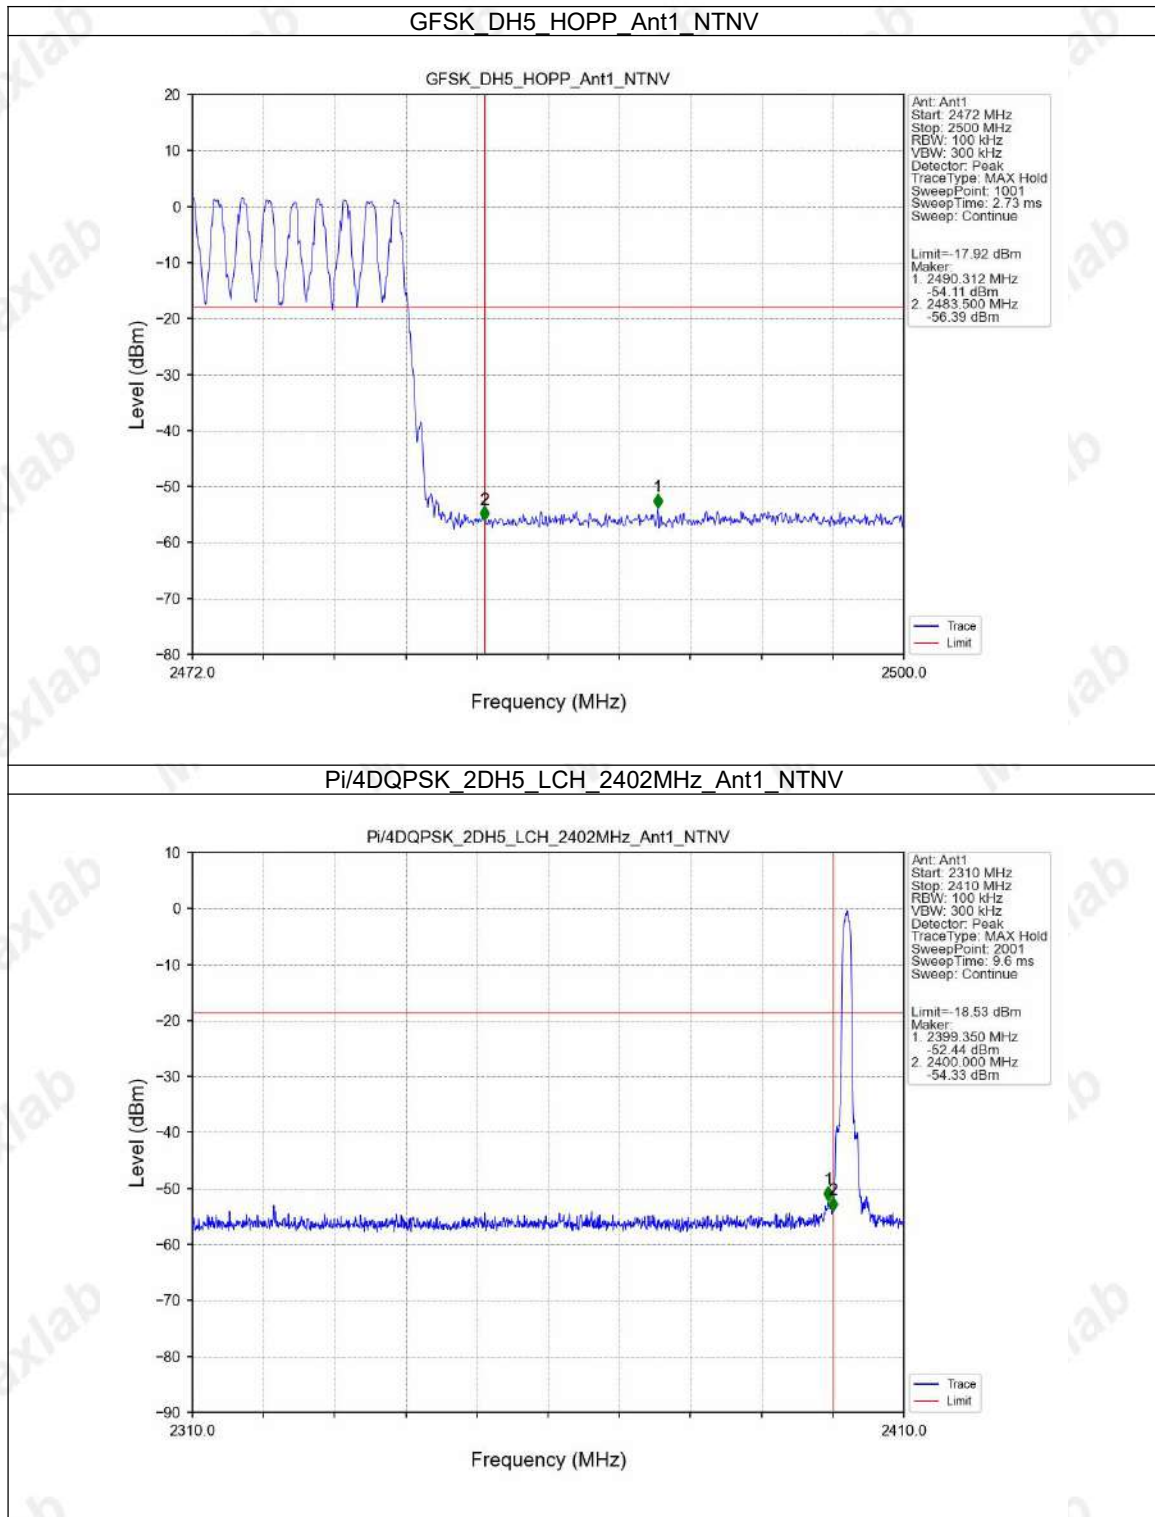 GFSK_DH5_HOPP_Ant1_NTNV
GFSK_DH5_HOPP_Ant1_NTNV
20
10
0
−10
−20
−30
−40
−50
−60
−70
−80
Level (dBm)
2472.0
2500.0
Frequency (MHz)
1
2
Ant: Ant1
Start: 2472 MHz
Stop: 2500 MHz
RBW: 100 kHz
VBW: 300 kHz
Detector: Peak
TraceType: MAX Hold
SweepPoint: 1001
SweepTime: 2.73 ms
Sweep: Continue
Limit=-17.92 dBm
Maker:
1. 2490.312 MHz
-54.11 dBm
2. 2483.500 MHz
-56.39 dBm
Trace
Limit
Pi/4DQPSK_2DH5_LCH_2402MHz_Ant1_NTNV
Pi/4DQPSK_2DH5_LCH_2402MHz_Ant1_NTNV
10
0
−10
−20
−30
−40
−50
−60
−70
−80
−90
Level (dBm)
2310.0
2410.0
Frequency (MHz)
1
2
Ant: Ant1
Start: 2310 MHz
Stop: 2410 MHz
RBW: 100 kHz
VBW: 300 kHz
Detector: Peak
TraceType: MAX Hold
SweepPoint: 2001
SweepTime: 9.6 ms
Sweep: Continue
Limit=-18.53 dBm
Maker:
1. 2399.350 MHz
-52.44 dBm
2. 2400.000 MHz
-54.33 dBm
Trace
Limit